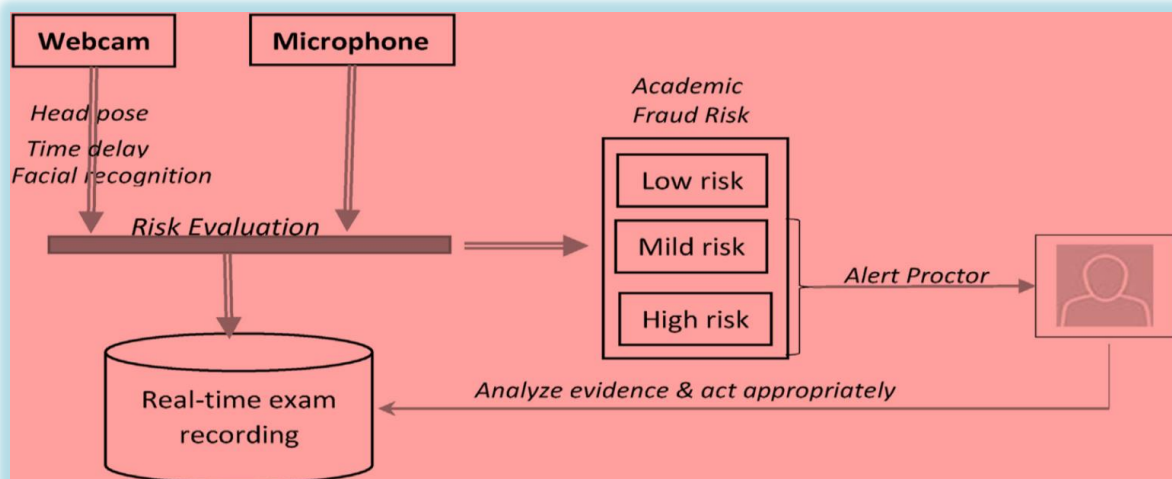 Webcam
Microphone
Head pose
Time delay
Facial recognition
Risk Evaluation
Academic
Fraud Risk
Low risk
Mild risk
High risk
Alert Proctor
Analyze evidence & act appropriately
Real-time exam
recording